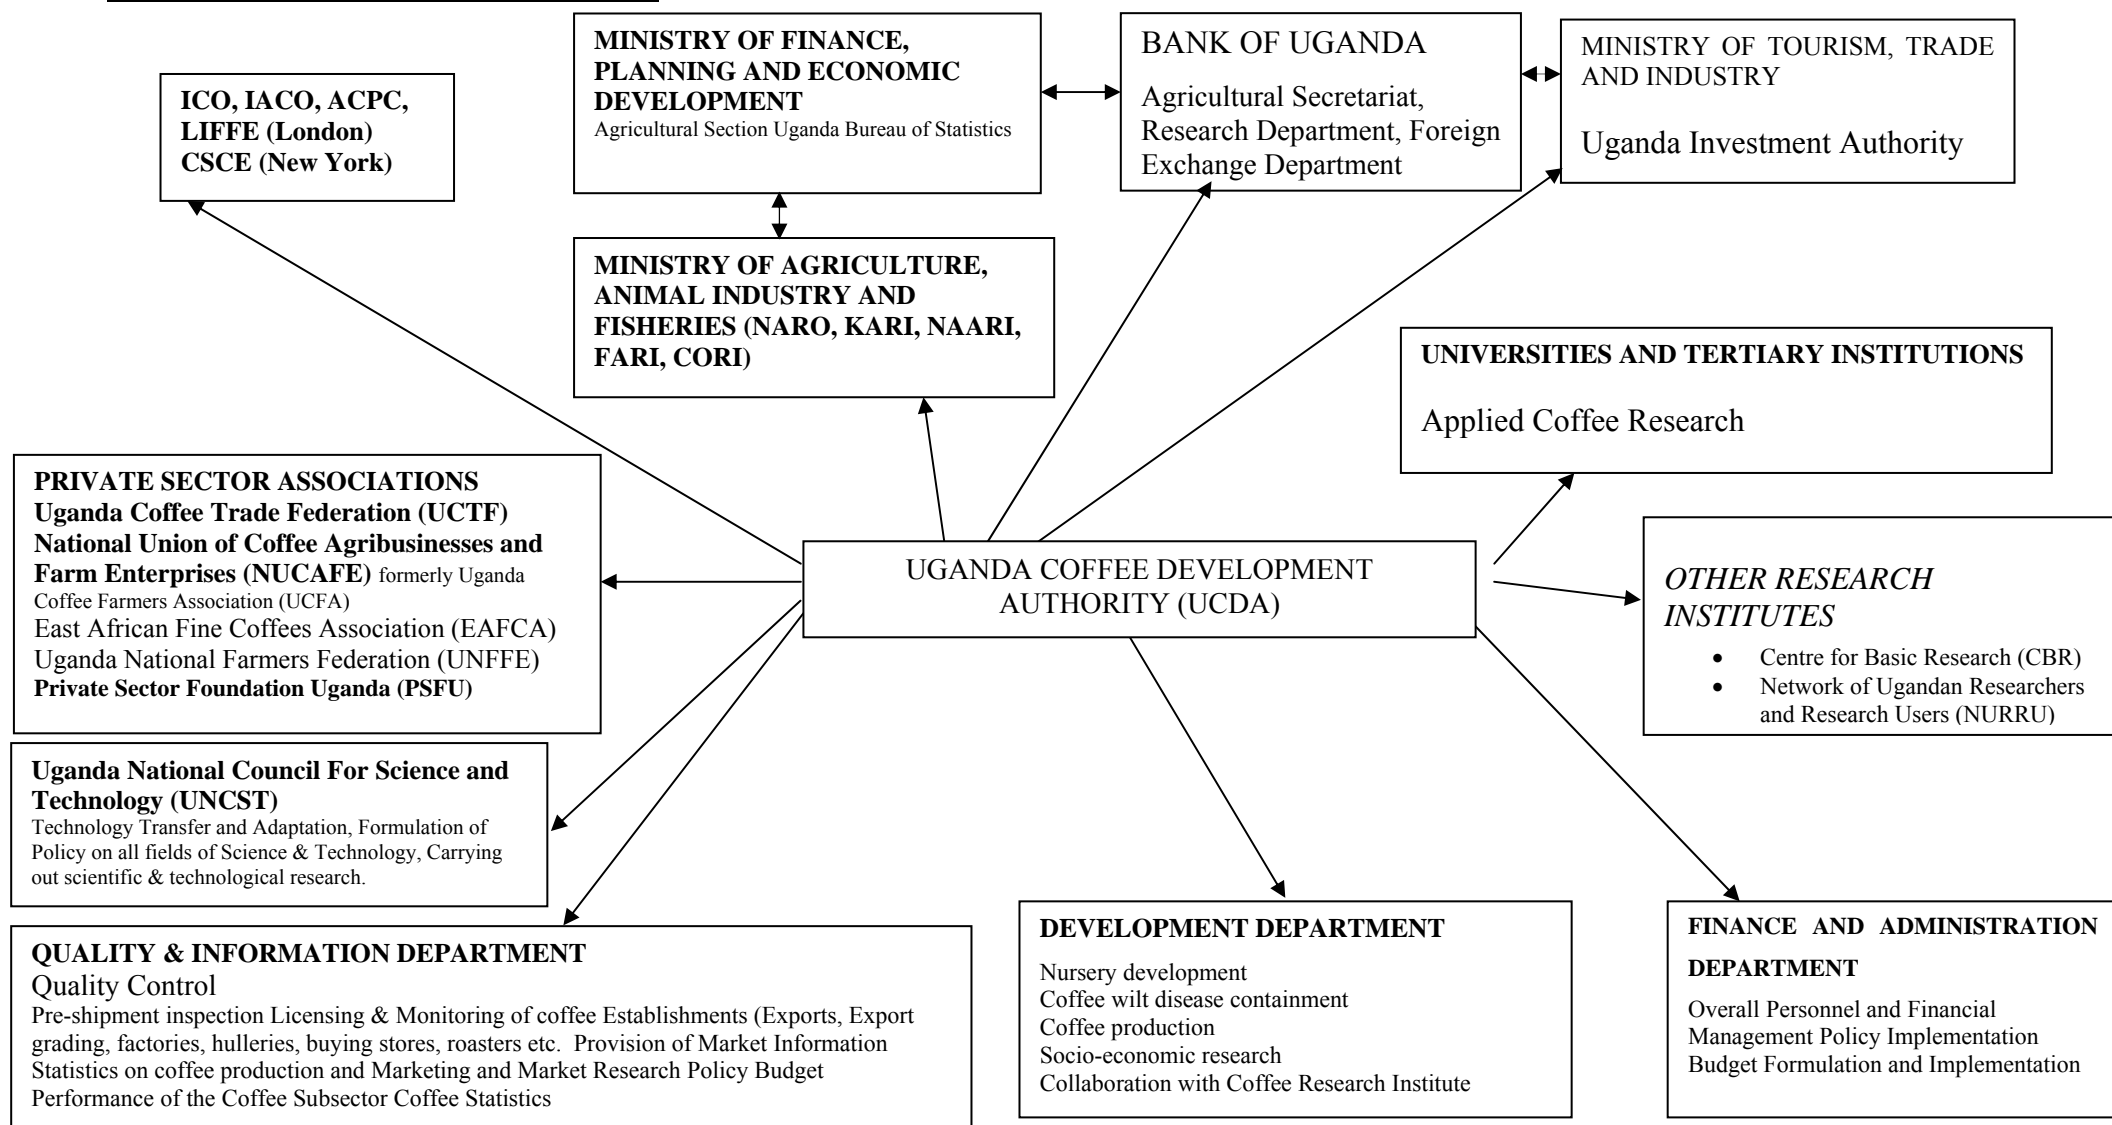 ICO, IACO, ACPC,
LIFFE (London)
CSCE (New York)
MINISTRY OF FINANCE,
PLANNING AND ECONOMIC
DEVELOPMENT
Agricultural Section Uganda Bureau of Statistics
BANK OF UGANDA
Agricultural Secretariat,
Research Department, Foreign
Exchange Department
MINISTRY OF TOURISM, TRADE
AND INDUSTRY
Uganda Investment Authority
MINISTRY OF AGRICULTURE,
ANIMAL INDUSTRY AND
FISHERIES (NARO, KARI, NAARI,
FARI, CORI)
UNIVERSITIES AND TERTIARY INSTITUTIONS
Applied Coffee Research
PRIVATE SECTOR ASSOCIATIONS
Uganda Coffee Trade Federation (UCTF)
National Union of Coffee Agribusinesses and
Farm Enterprises (NUCAFE) formerly Uganda
Coffee Farmers Association (UCFA)
East African Fine Coffees Association (EAFCA)
Uganda National Farmers Federation (UNFFE)
Private Sector Foundation Uganda (PSFU)
UGANDA COFFEE DEVELOPMENT
AUTHORITY (UCDA)
OTHER RESEARCH
INSTITUTES
• Centre for Basic Research (CBR)
• Network of Ugandan Researchers
and Research Users (NURRU)
Uganda National Council For Science and
Technology (UNCST)
Technology Transfer and Adaptation, Formulation of
Policy on all fields of Science & Technology, Carrying
out scientific & technological research.
QUALITY & INFORMATION DEPARTMENT
Quality Control
Pre-shipment inspection Licensing & Monitoring of coffee Establishments (Exports, Export
grading, factories, hulleries, buying stores, roasters etc. Provision of Market Information
Statistics on coffee production and Marketing and Market Research Policy Budget
Performance of the Coffee Subsector Coffee Statistics
DEVELOPMENT DEPARTMENT
Nursery development
Coffee wilt disease containment
Coffee production
Socio-economic research
Collaboration with Coffee Research Institute
FINANCE AND ADMINISTRATION
DEPARTMENT
Overall Personnel and Financial
Management Policy Implementation
Budget Formulation and Implementation